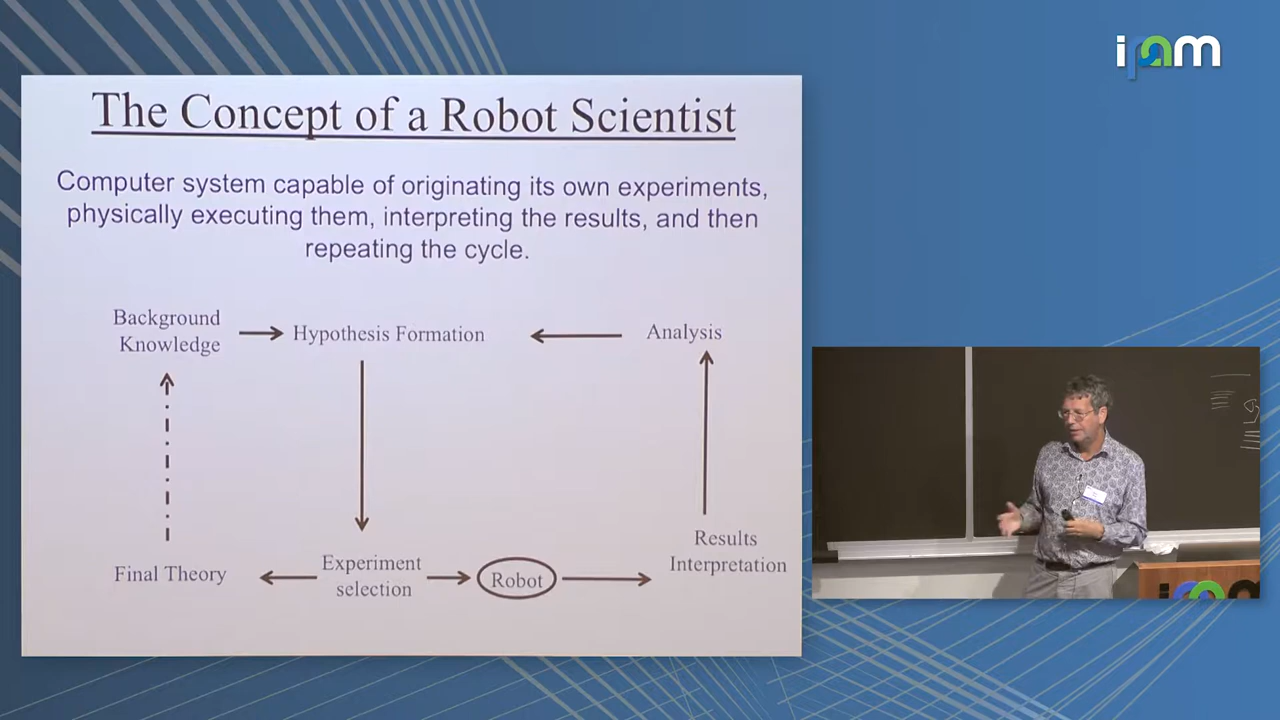 ipam
The Concept of a Robot Scientist
Computer system capable of originating its own experiments,
physically executing them, interpreting the results, and then
repeating the cycle.
Background
Knowledge
Hypothesis Formation
Analysis
Final Theory
Experiment
selection
Robot
Results
Interpretation